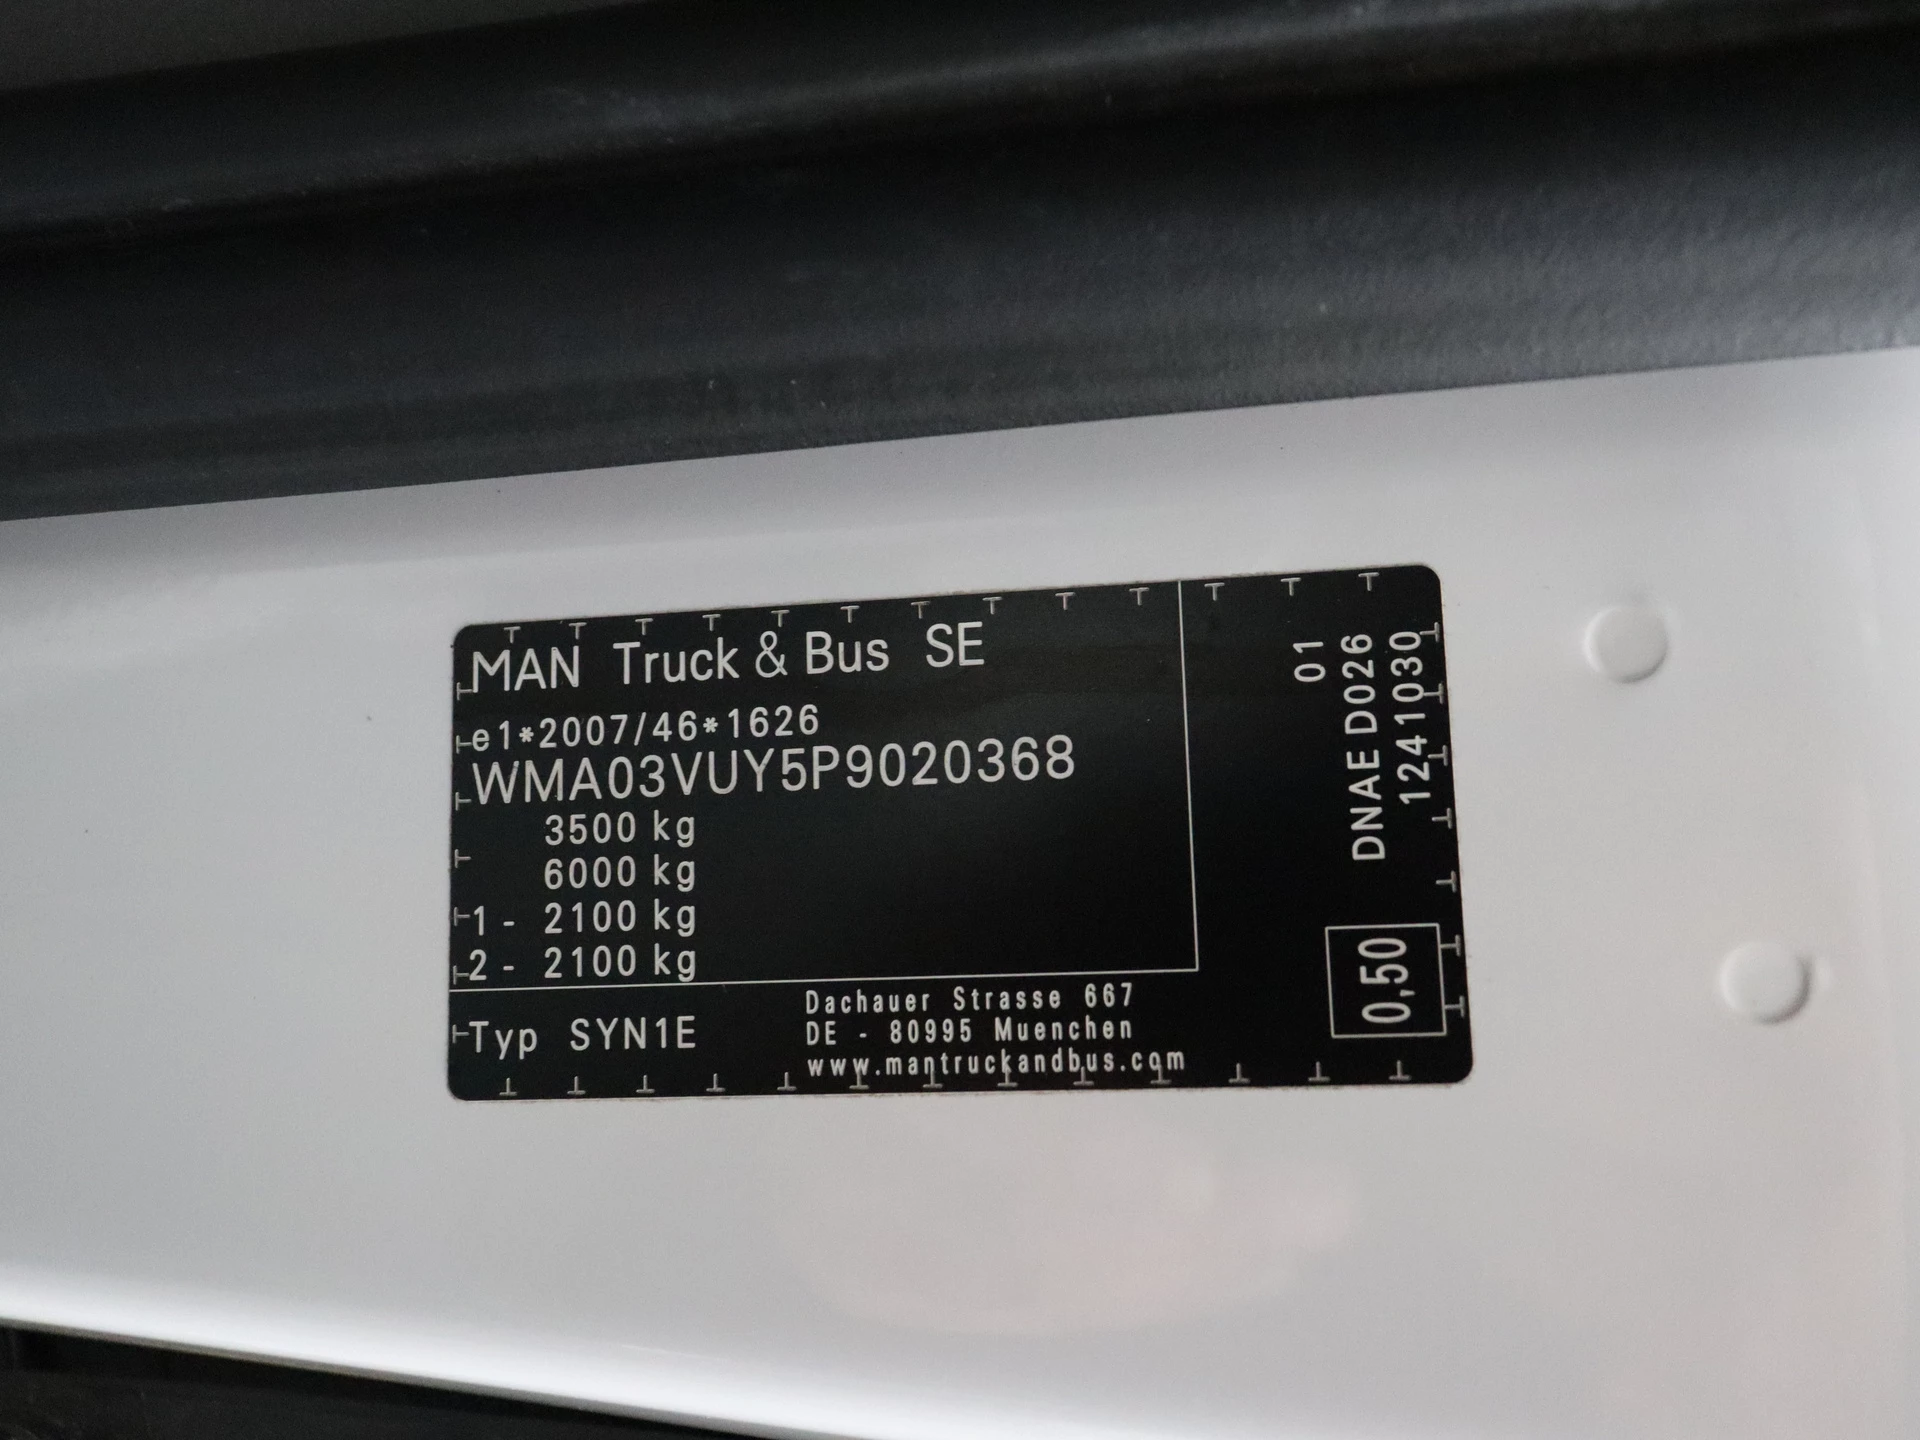 MAN Truck & Bus SE
e1*2007/46*1626
WMA03VUY5P9020368
3500 kg
6000 kg
1 - 2100 kg
2 - 2100 kg
Typ SYN1E
Dachauer Strasse 667
DE - 80995 Muenchen
www.mantruckandbus.com
01
DNAE D026
1241030
0,50